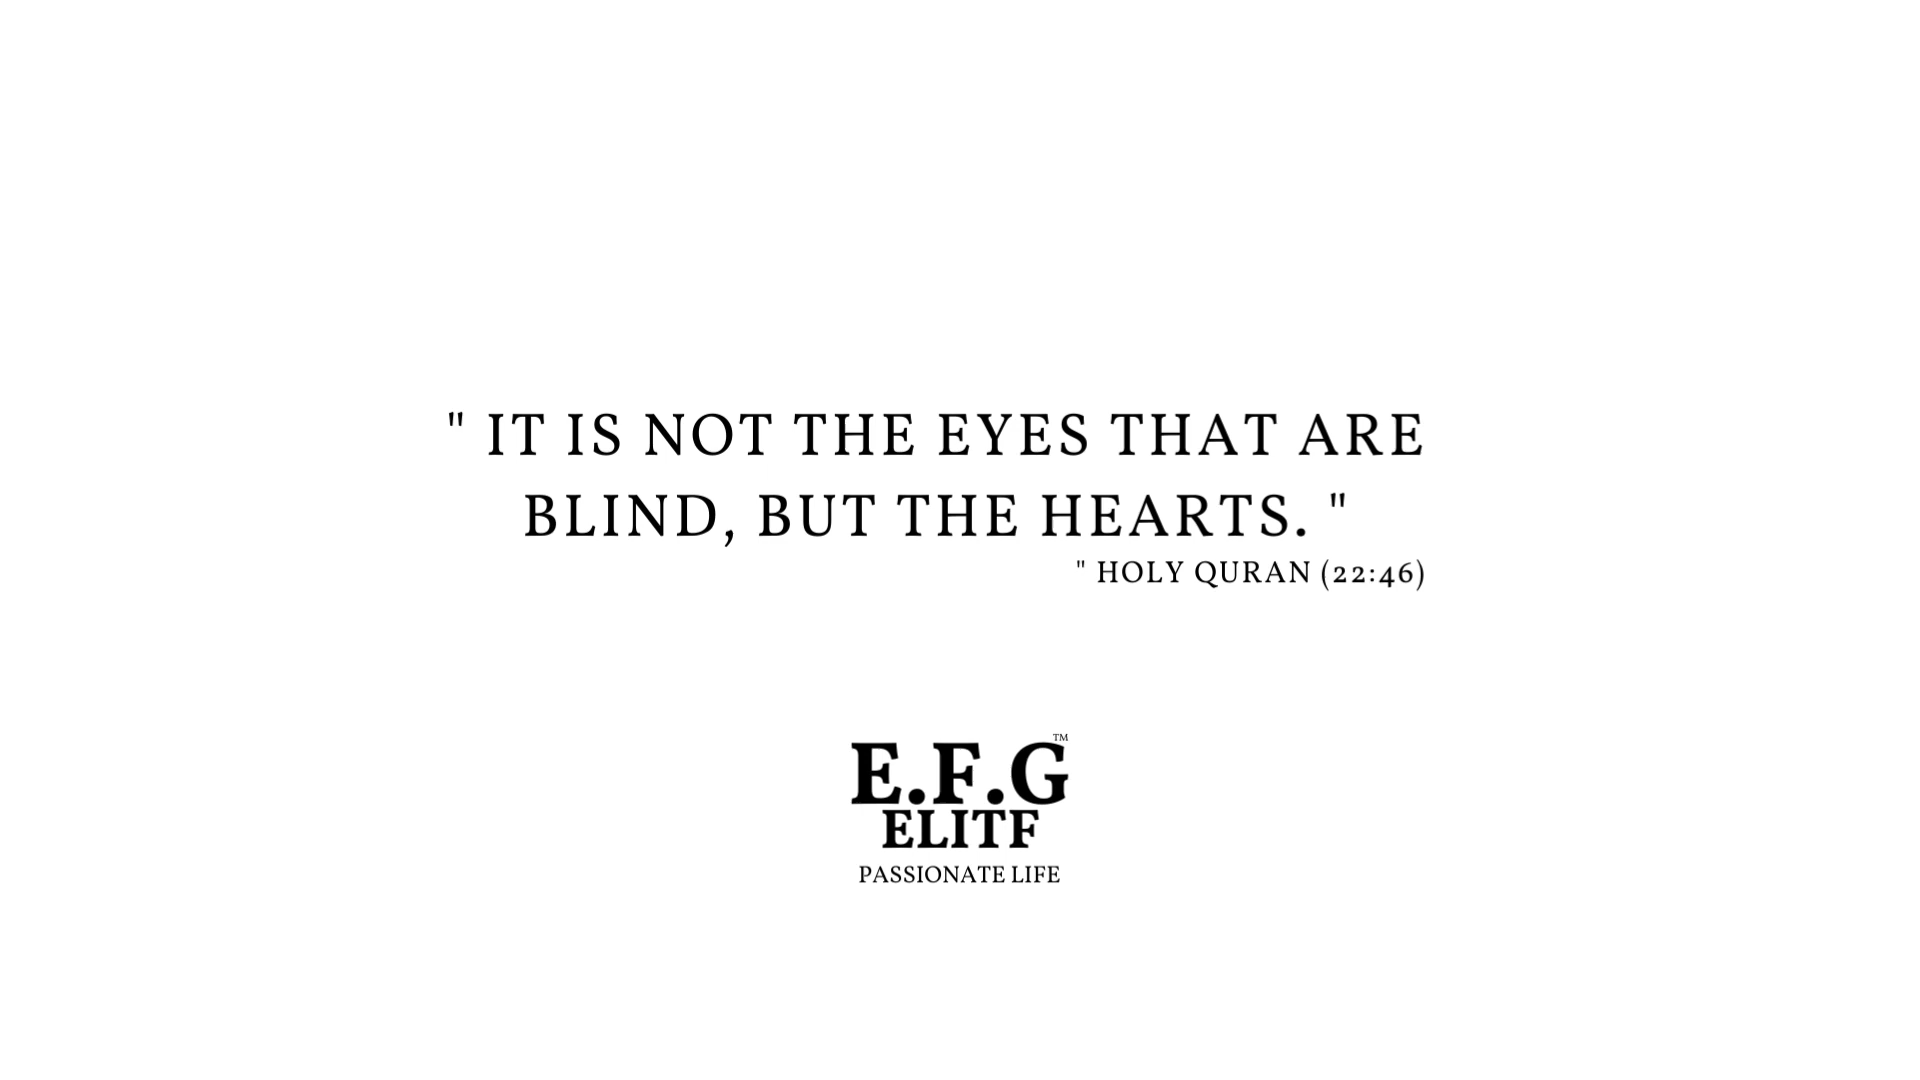 " IT IS NOT THE EYES THAT ARE
BLIND, BUT THE HEARTS. "
" HOLY QURAN (22:46)
E.F.G™
ELITF
PASSIONATE LIFE